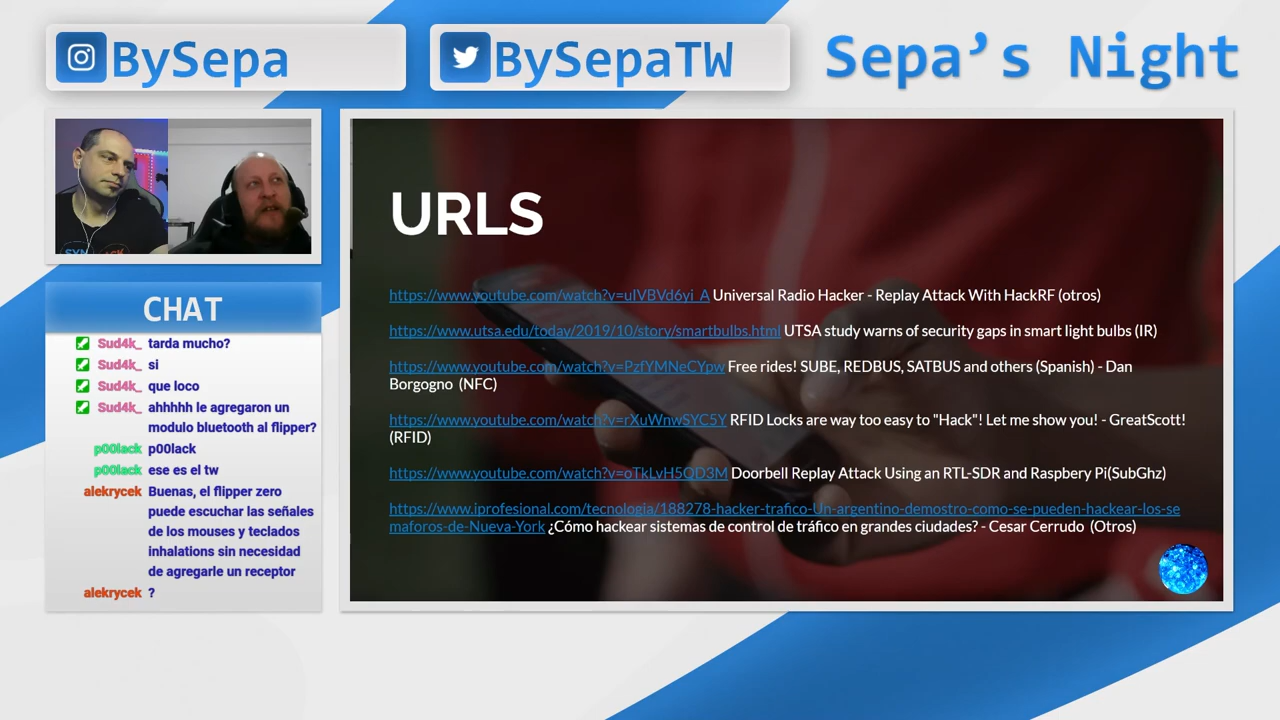 BySepa
BySepaTW
Sepa's Night
URLS
https://www.youtube.com/watch?v=uIVBVd6yi_A Universal Radio Hacker - Replay Attack With HackRF (otros)
https://www.utsa.edu/today/2019/10/story/smartbulbs.html UTSA study warns of security gaps in smart light bulbs (IR)
https://www.youtube.com/watch?v=PzfYMNeCYpw Free rides! SUBE, REDBUS, SATBUS and others (Spanish) - Dan
Borgogno (NFC)
https://www.youtube.com/watch?v=rXuWnwSYC5Y RFID Locks are way too easy to "Hack"! Let me show you! - GreatScott!
(RFID)
https://www.youtube.com/watch?v=oTkLvH5QD3M Doorbell Replay Attack Using an RTL-SDR and Raspbery Pi(SubGhz)
https://www.iprofesional.com/tecnologia/188278-hacker-trafico-Un-argentino-demostro-como-se-pueden-hackear-los-se
maforos-de-Nueva-York ¿Cómo hackear sistemas de control de tráfico en grandes ciudades? - Cesar Cerrudo (Otros)
CHAT
Sud4k_ tarda mucho?
Sud4k_ si
Sud4k_ que loco
Sud4k_ ahhhhh le agregaron un
modulo bluetooth al flipper?
p00lack p00lack
p00lack ese es el tw
alekrycek Buenas, el flipper zero
puede escuchar las señales
de los mouses y teclados
inhalations sin necesidad
de agregarle un receptor
alekrycek ?